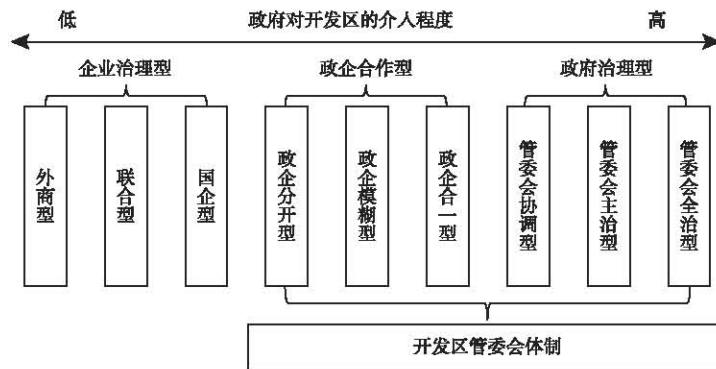 低 政府对开发区的介入程度 高
企业治理型 政企合作型 政府治理型
外商型
联合型
国企型
政企分开型
政企模糊型
政企合一型
管委会协调型
管委会主治型
管委会全治型
开发区管委会体制